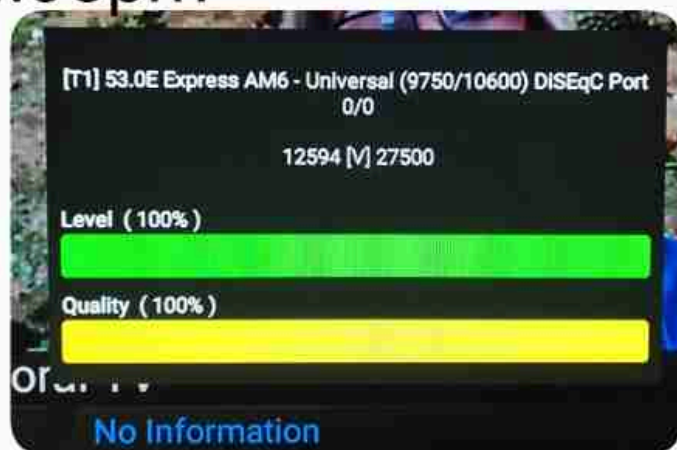 [T1] 53.0E Express AM6 - Universal (9750/10600) DiSEqC Port
0/0
12594 [V] 27500
Level ( 100% )
Quality ( 100% )
No Information